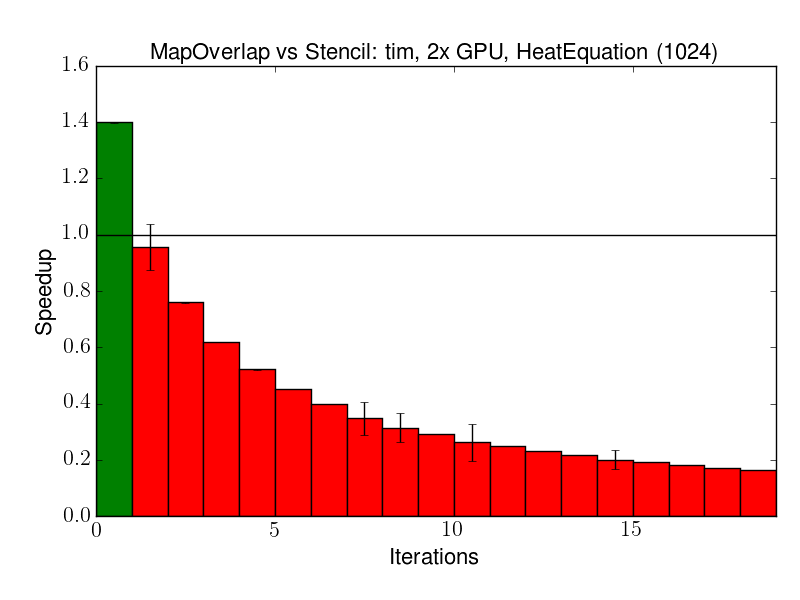 MapOverlap vs Stencil: tim, 2x GPU, HeatEquation (1024)
1.6
1.4
1.2
1.0
0.8
0.6
0.4
0.2
0.0
Speedup
0 5 10 15
Iterations